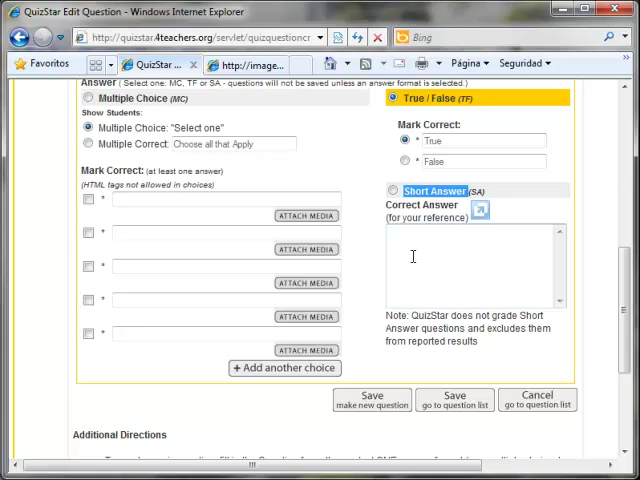 QuizStar Edit Question - Windows Internet Explorer
http://quizstar.4teachers.org/servlet/quizquestioncr
Bing
Favoritos
QuizStar ...
http://image...
Página
Seguridad
Answer (Select one: MC, TF or SA - questions will not be saved unless an answer format is selected.)
Multiple Choice (MC)
Show Students:
Multiple Choice: "Select one"
Multiple Correct:
Choose all that Apply
Mark Correct: (at least one answer)
(HTML tags not allowed in choices)
*
ATTACH MEDIA
*
ATTACH MEDIA
*
ATTACH MEDIA
*
ATTACH MEDIA
*
ATTACH MEDIA
+ Add another choice
True / False (TF)
Mark Correct:
* True
* False
Short Answer (SA)
Correct Answer
(for your reference)
Note: QuizStar does not grade Short
Answer questions and excludes them
from reported results
Save
make new question
Save
go to question list
Cancel
go to question list
Additional Directions